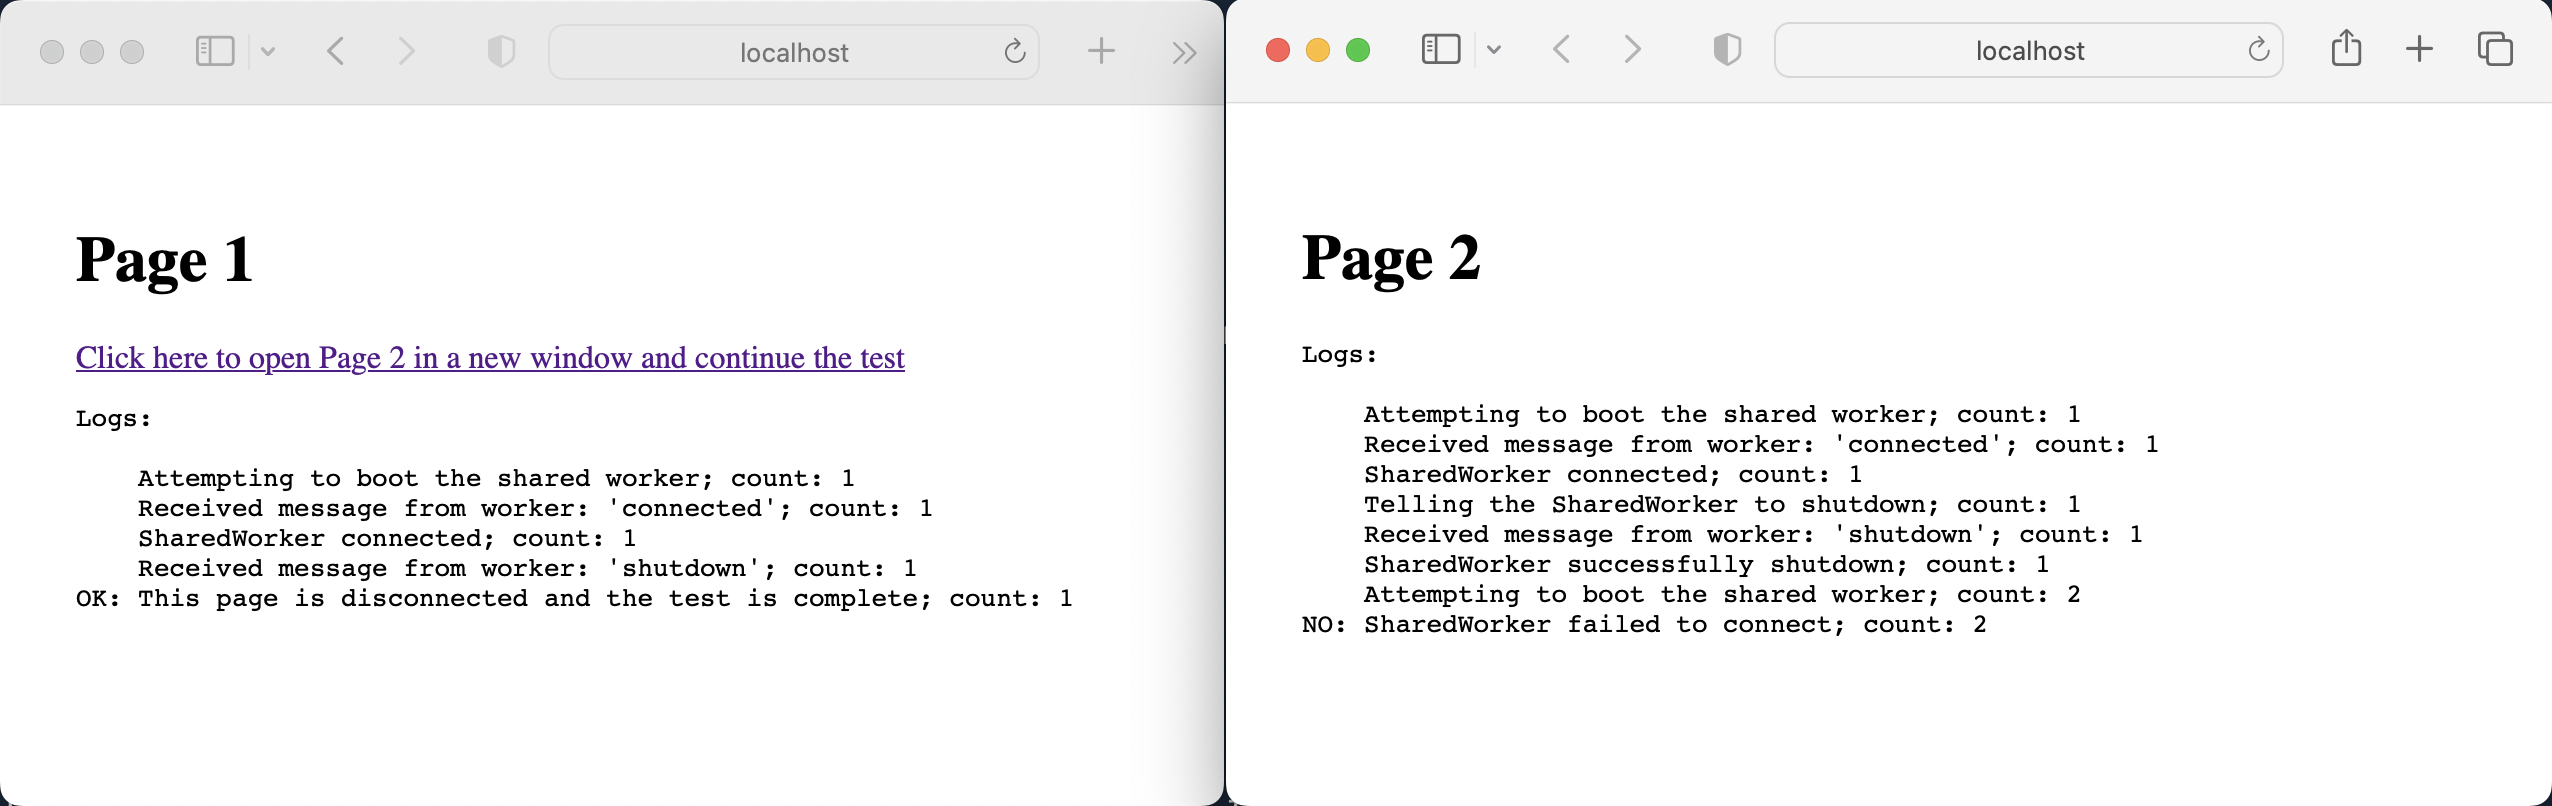 localhost
Page 1
Click here to open Page 2 in a new window and continue the test
Logs:
Attempting to boot the shared worker; count: 1
Received message from worker: 'connected'; count: 1
SharedWorker connected; count: 1
Received message from worker: 'shutdown'; count: 1
OK: This page is disconnected and the test is complete; count: 1
localhost
Page 2
Logs:
Attempting to boot the shared worker; count: 1
Received message from worker: 'connected'; count: 1
SharedWorker connected; count: 1
Telling the SharedWorker to shutdown; count: 1
Received message from worker: 'shutdown'; count: 1
SharedWorker successfully shutdown; count: 1
Attempting to boot the shared worker; count: 2
NO: SharedWorker failed to connect; count: 2